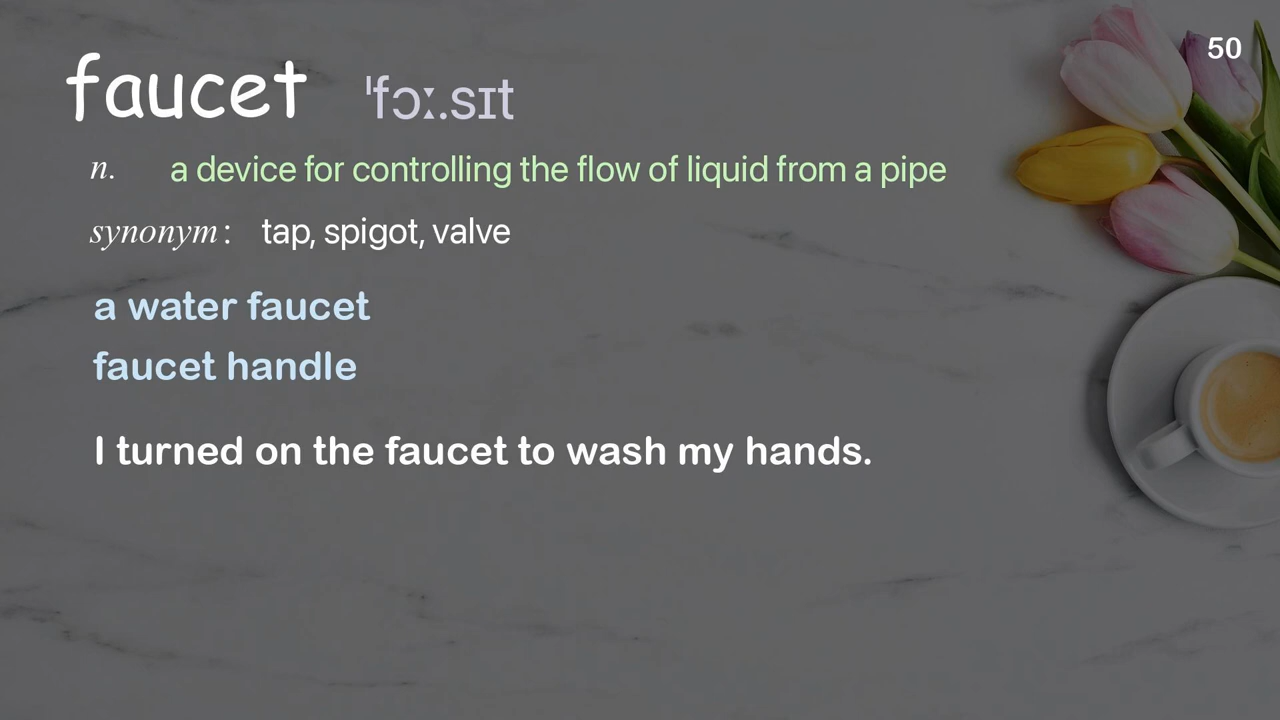 50
faucet ˈfɔː.sɪt
n. a device for controlling the flow of liquid from a pipe
synonym: tap, spigot, valve
a water faucet
faucet handle
I turned on the faucet to wash my hands.